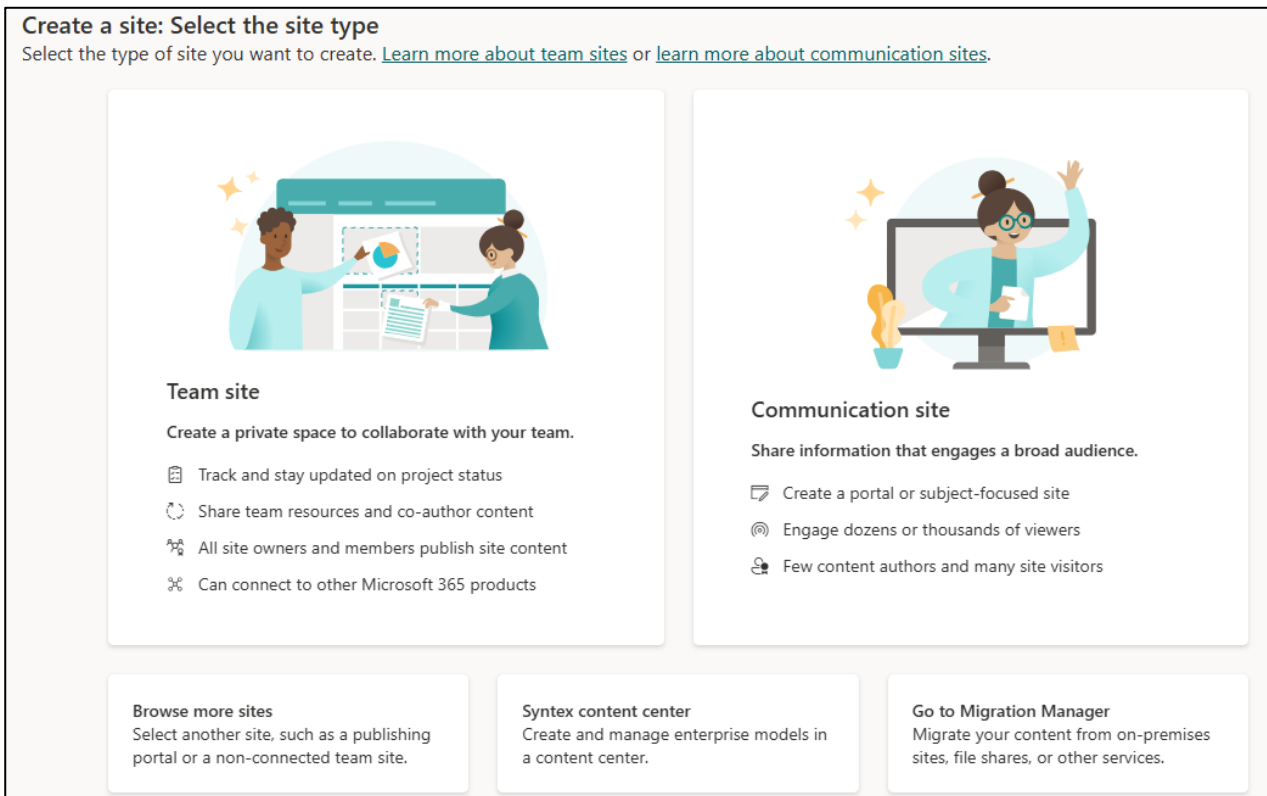 Create a site: Select the site type
Select the type of site you want to create. Learn more about team sites or learn more about communication sites.
Team site
Create a private space to collaborate with your team.
Track and stay updated on project status
Share team resources and co-author content
All site owners and members publish site content
Can connect to other Microsoft 365 products
Communication site
Share information that engages a broad audience.
Create a portal or subject-focused site
Engage dozens or thousands of viewers
Few content authors and many site visitors
Browse more sites
Select another site, such as a publishing
portal or a non-connected team site.
Syntex content center
Create and manage enterprise models in
a content center.
Go to Migration Manager
Migrate your content from on-premises
sites, file shares, or other services.